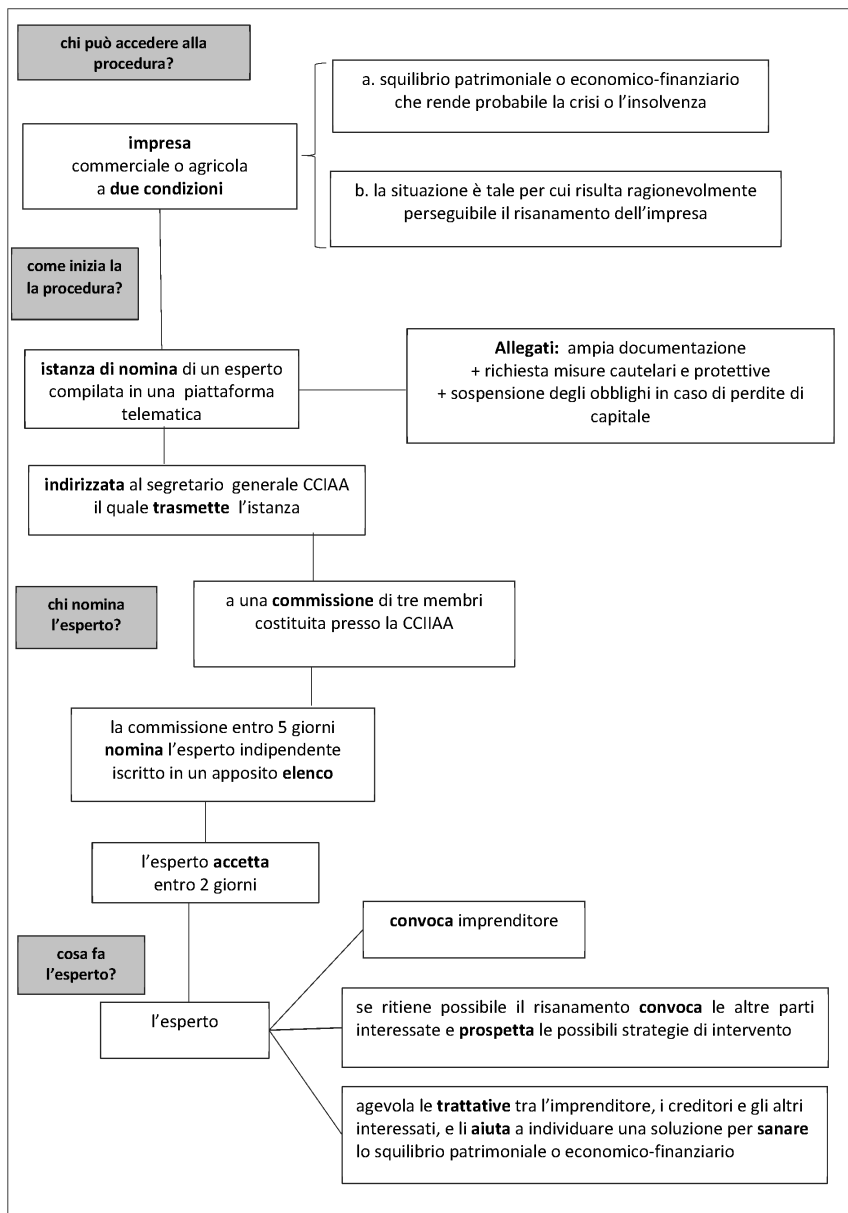 chi può accedere alla
procedura?
a. squilibrio patrimoniale o economico-finanziario
che rende probabile la crisi o l'insolvenza
impresa
commerciale o agricola
a due condizioni
b. la situazione è tale per cui risulta ragionevolmente
perseguibile il risanamento dell'impresa
come inizia la
la procedura?
istanza di nomina di un esperto
compilata in una piattaforma
telematica
Allegati: ampia documentazione
+ richiesta misure cautelari e protettive
+ sospensione degli obblighi in caso di perdite di
capitale
indirizzata al segretario generale CCIAA
il quale trasmette l'istanza
chi nomina
l'esperto?
a una commissione di tre membri
costituita presso la CCIIAA
la commissione entro 5 giorni
nomina l'esperto indipendente
iscritto in un apposito elenco
l'esperto accetta
entro 2 giorni
convoca imprenditore
cosa fa
l'esperto?
l'esperto
se ritiene possibile il risanamento convoca le altre parti
interessate e prospetta le possibili strategie di intervento
agevola le trattative tra l'imprenditore, i creditori e gli altri
interessati, e li aiuta a individuare una soluzione per sanare
lo squilibrio patrimoniale o economico-finanziario